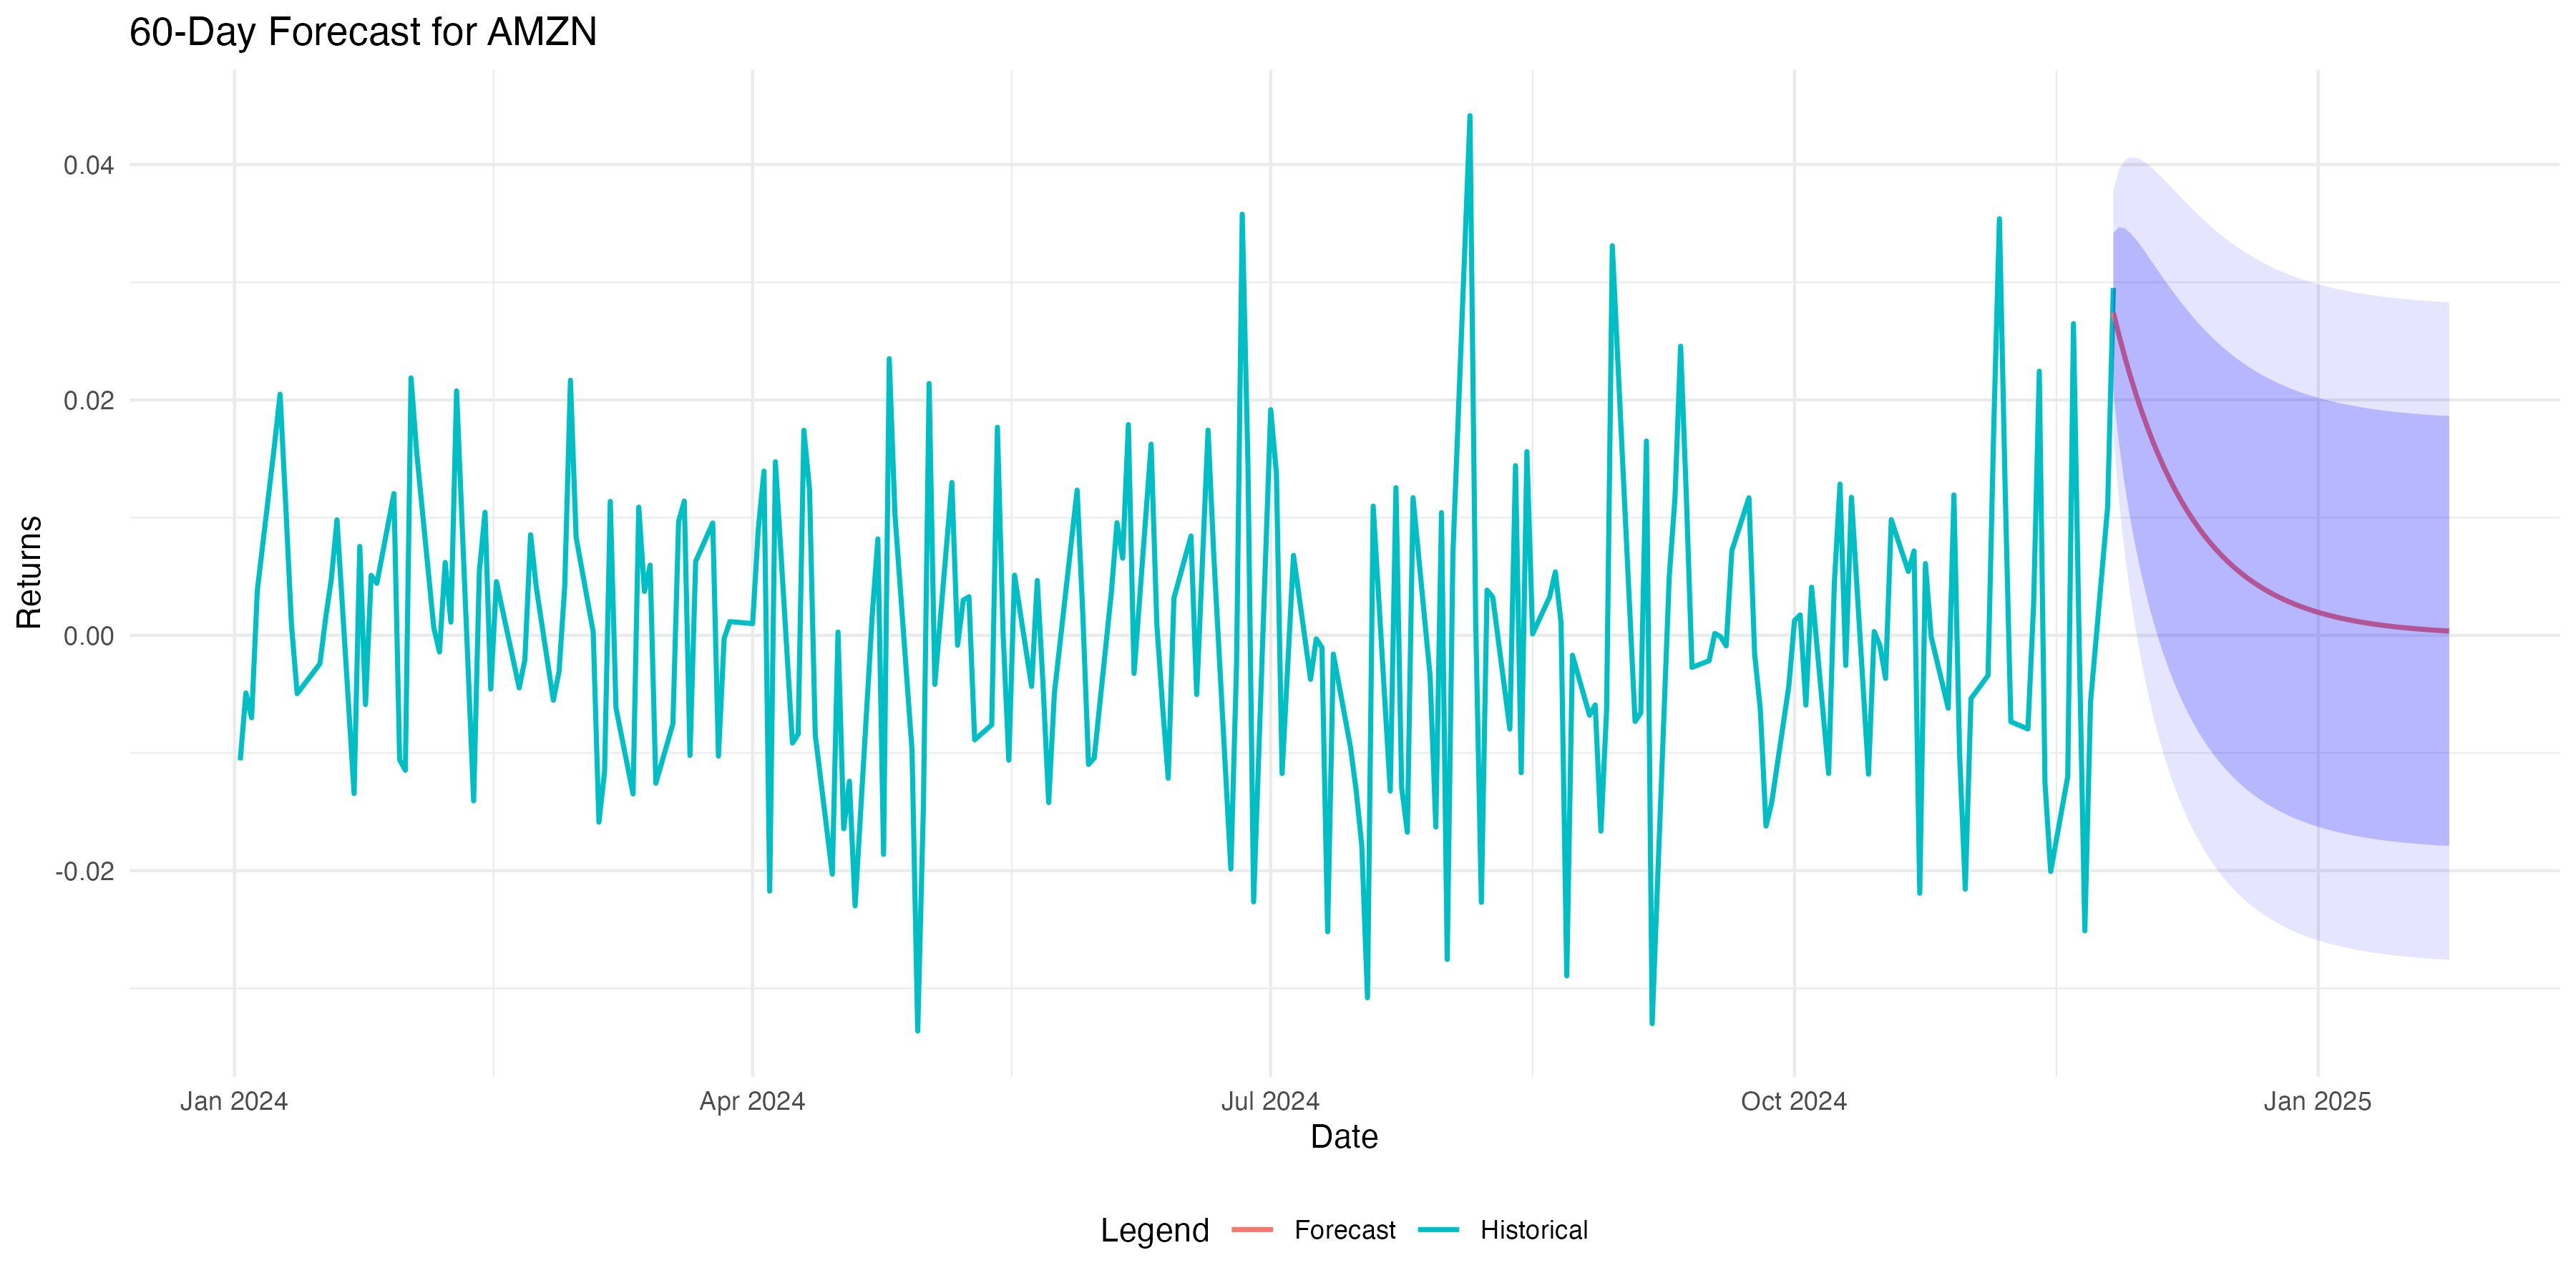 60-Day Forecast for AMZN
Returns
0.04
0.02
0.00
-0.02
Jan 2024 Apr 2024 Jul 2024 Oct 2024 Jan 2025
Date
Legend Forecast Historical